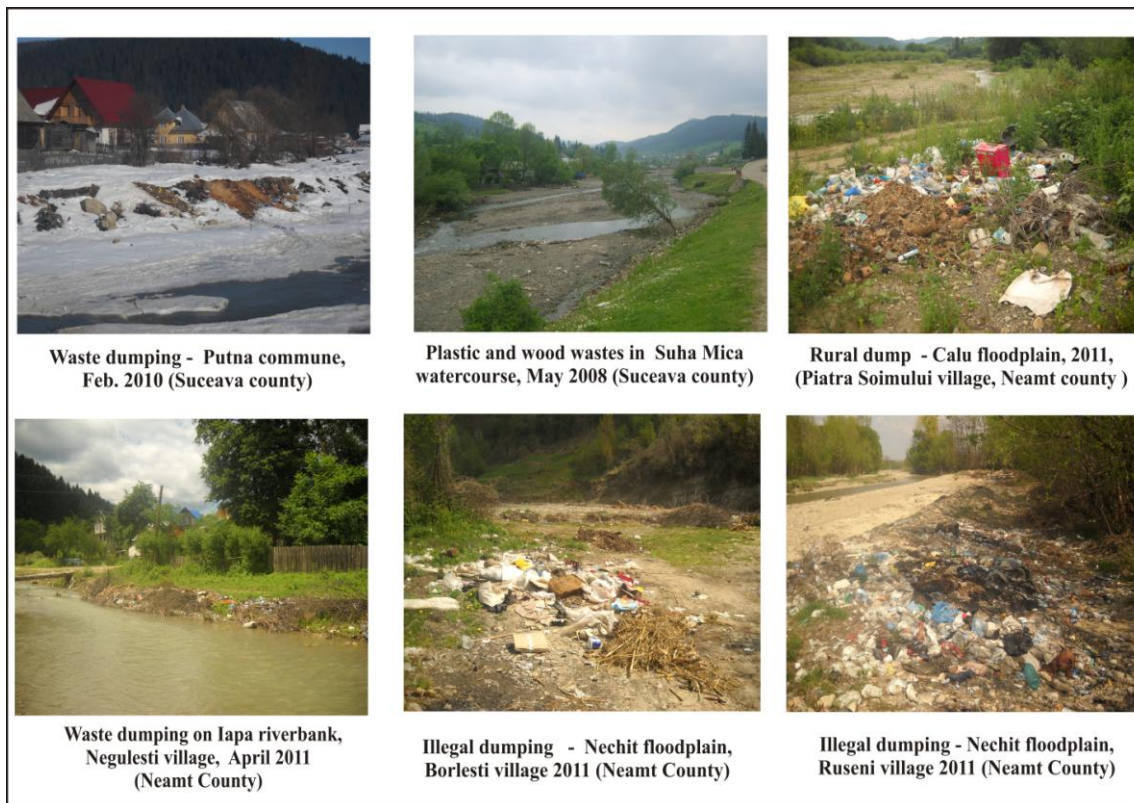 Waste dumping - Putna commune,
Feb. 2010 (Suceava county)
Plastic and wood wastes in Suha Mica
watercourse, May 2008 (Suceava county)
Rural dump - Calu floodplain, 2011,
(Piatra Soimului village, Neamt county )
Waste dumping on Iapa riverbank,
Negulesti village, April 2011
(Neamt County)
Illegal dumping - Nechit floodplain,
Borlesti village 2011 (Neamt County)
Illegal dumping - Nechit floodplain,
Ruseni village 2011 (Neamt County)